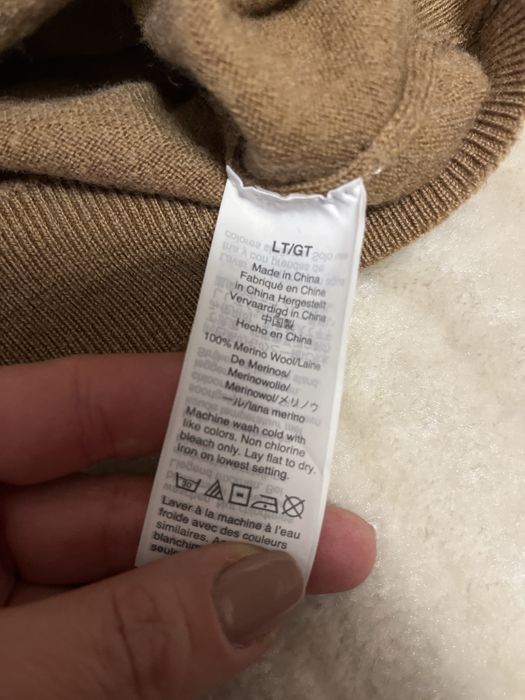 LT/GT
Made in China
Fabriqué en Chine
in China Hergestellt
Vervaardigd in China
中国製
Hecho en China
100% Merino Wool/Laine
De Merinos/
Merinowolle/
Merinowol/メリノウ
ール/lana merino
Machine wash cold with
like colors. Non chlorine
bleach only. Lay flat to dry.
Iron on lowest setting.
30
Laver à la machine à l'eau
froide avec des couleurs
similaires.
blanchim
seule